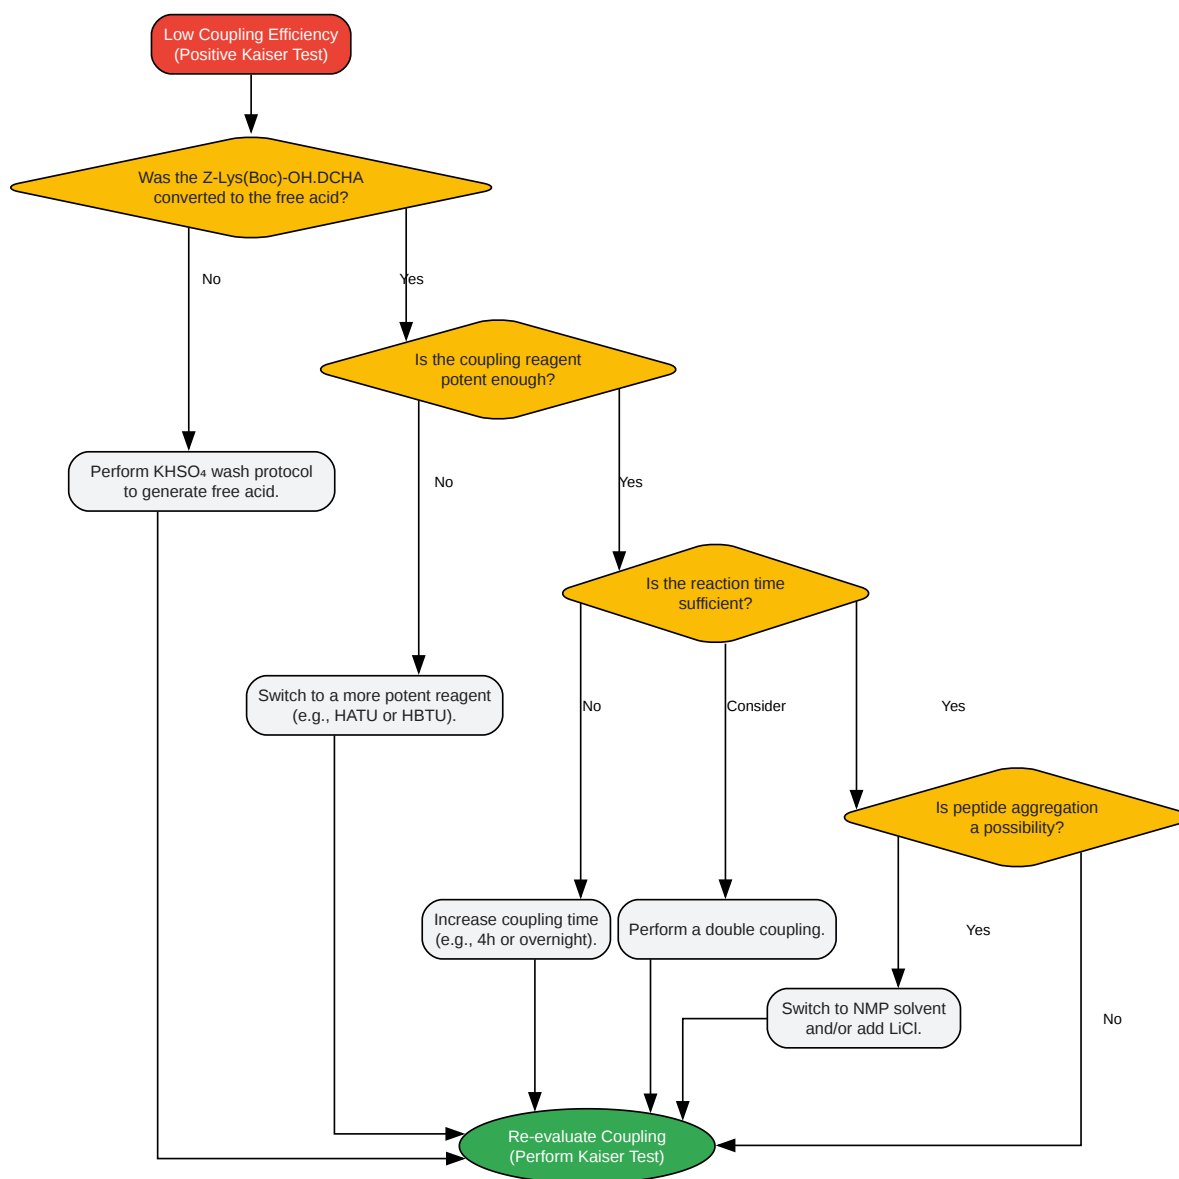 Low Coupling Efficiency
(Positive Kaiser Test)
Was the Z-Lys(Boc)-OH.DCHA
converted to the free acid?
No
Yes
Is the coupling reagent
potent enough?
Perform KHSO₄ wash protocol
to generate free acid.
No
Yes
Is the reaction time
sufficient?
Switch to a more potent reagent
(e.g., HATU or HBTU).
No
Consider
Yes
Is peptide aggregation
a possibility?
Increase coupling time
(e.g., 4h or overnight).
Perform a double coupling.
Yes
Switch to NMP solvent
and/or add LiCl.
No
Re-evaluate Coupling
(Perform Kaiser Test)